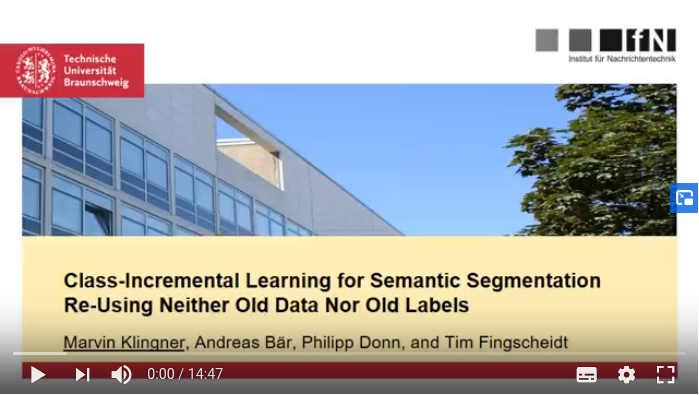 Technische
Universität
Braunschweig
IfN
Institut für Nachrichtentechnik
Class-Incremental Learning for Semantic Segmentation
Re-Using Neither Old Data Nor Old Labels
Marvin Klingner, Andreas Bär, Philipp Donn, and Tim Fingscheidt
0:00 / 14:47